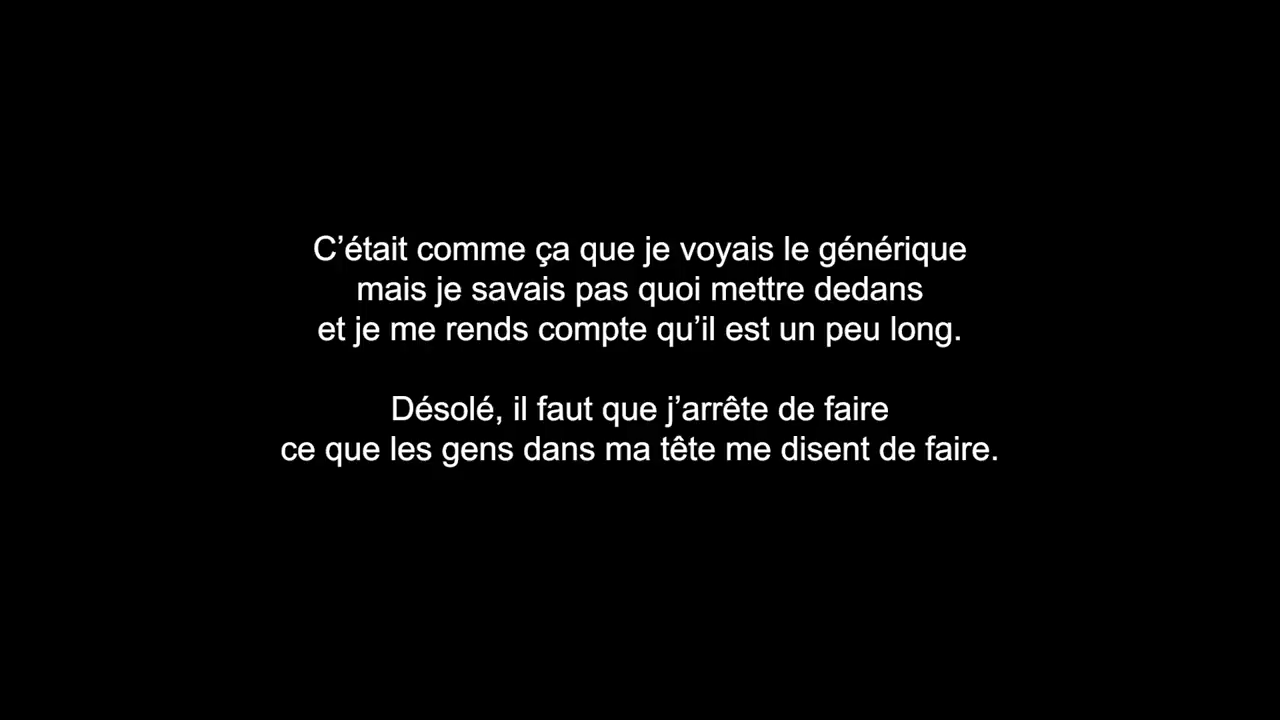 C’était comme ça que je voyais le générique
mais je savais pas quoi mettre dedans
et je me rends compte qu’il est un peu long.
Désolé, il faut que j’arrête de faire
ce que les gens dans ma tête me disent de faire.